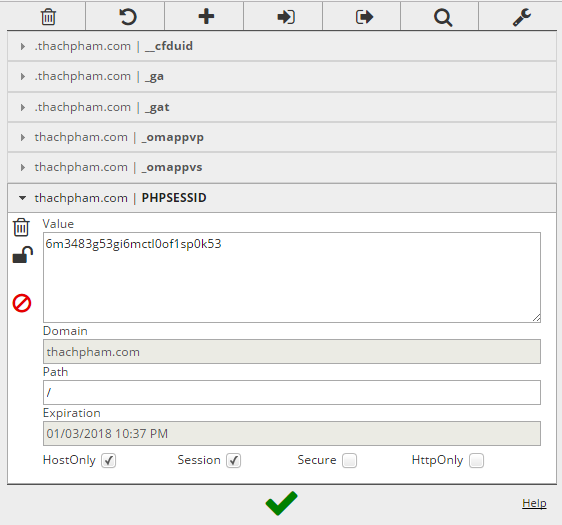 .thachpham.com | __cfduid
.thachpham.com | _ga
.thachpham.com | _gat
thachpham.com | _omappvp
thachpham.com | _omappvs
thachpham.com | PHPSESSID
Value
6m3483g53gi6mctl0of1sp0k53
Domain
thachpham.com
Path
/
Expiration
01/03/2018 10:37 PM
HostOnly Session Secure HttpOnly
Help